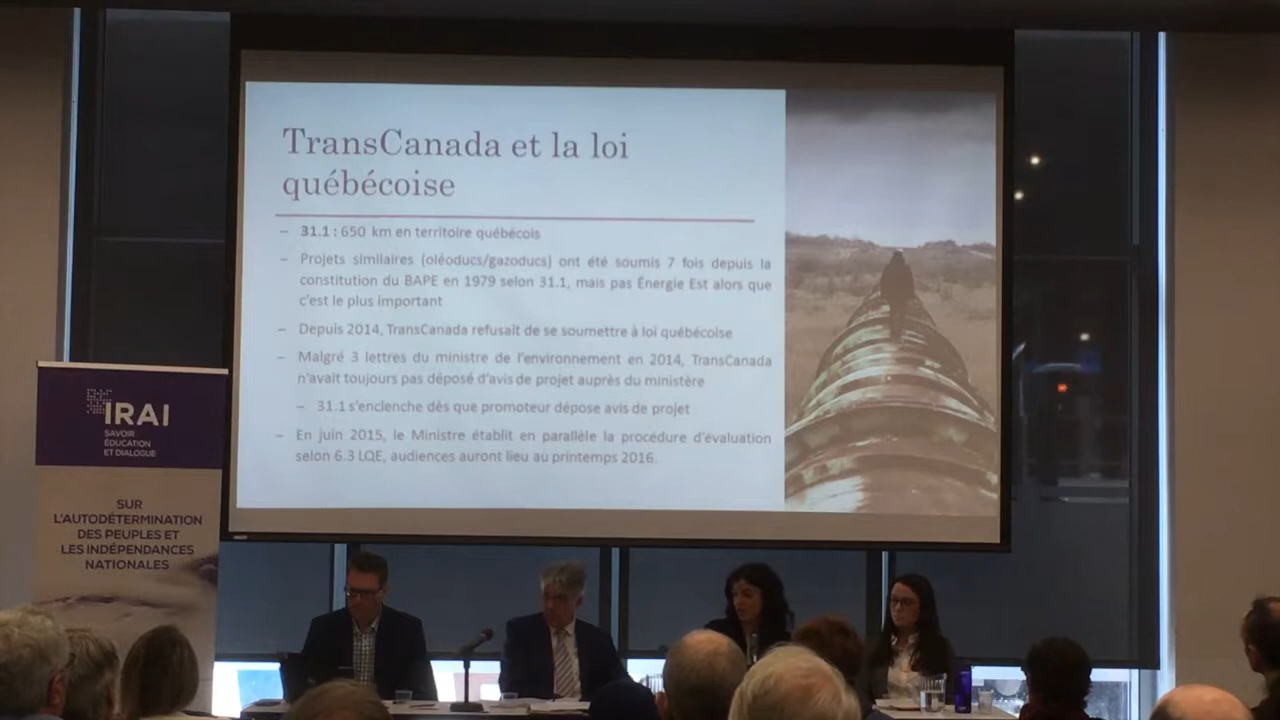 TransCanada et la loi
québécoise
– 31.1 : 650 km en territoire québécois
– Projets similaires (oléoducs/gazoducs) ont été soumis 7 fois depuis la
constitution du BAPE en 1979 selon 31.1, mais pas Énergie Est alors que
c'est le plus important
– Depuis 2014, TransCanada refusait de se soumettre à loi québécoise
– Malgré 3 lettres du ministre de l'environnement en 2014, TransCanada
n'avait toujours pas déposé d'avis de projet auprès du ministère
– 31.1 s'enclenche dès que promoteur dépose avis de projet
– En juin 2015, le Ministre établit en parallèle la procédure d'évaluation
selon 6.3 LQE, audiences auront lieu au printemps 2016.
IRAI
SAVOIR
ÉDUCATION
ET DIALOGUE
SUR
L'AUTODÉTERMINATION
DES PEUPLES ET
LES INDÉPENDANCES
NATIONALES